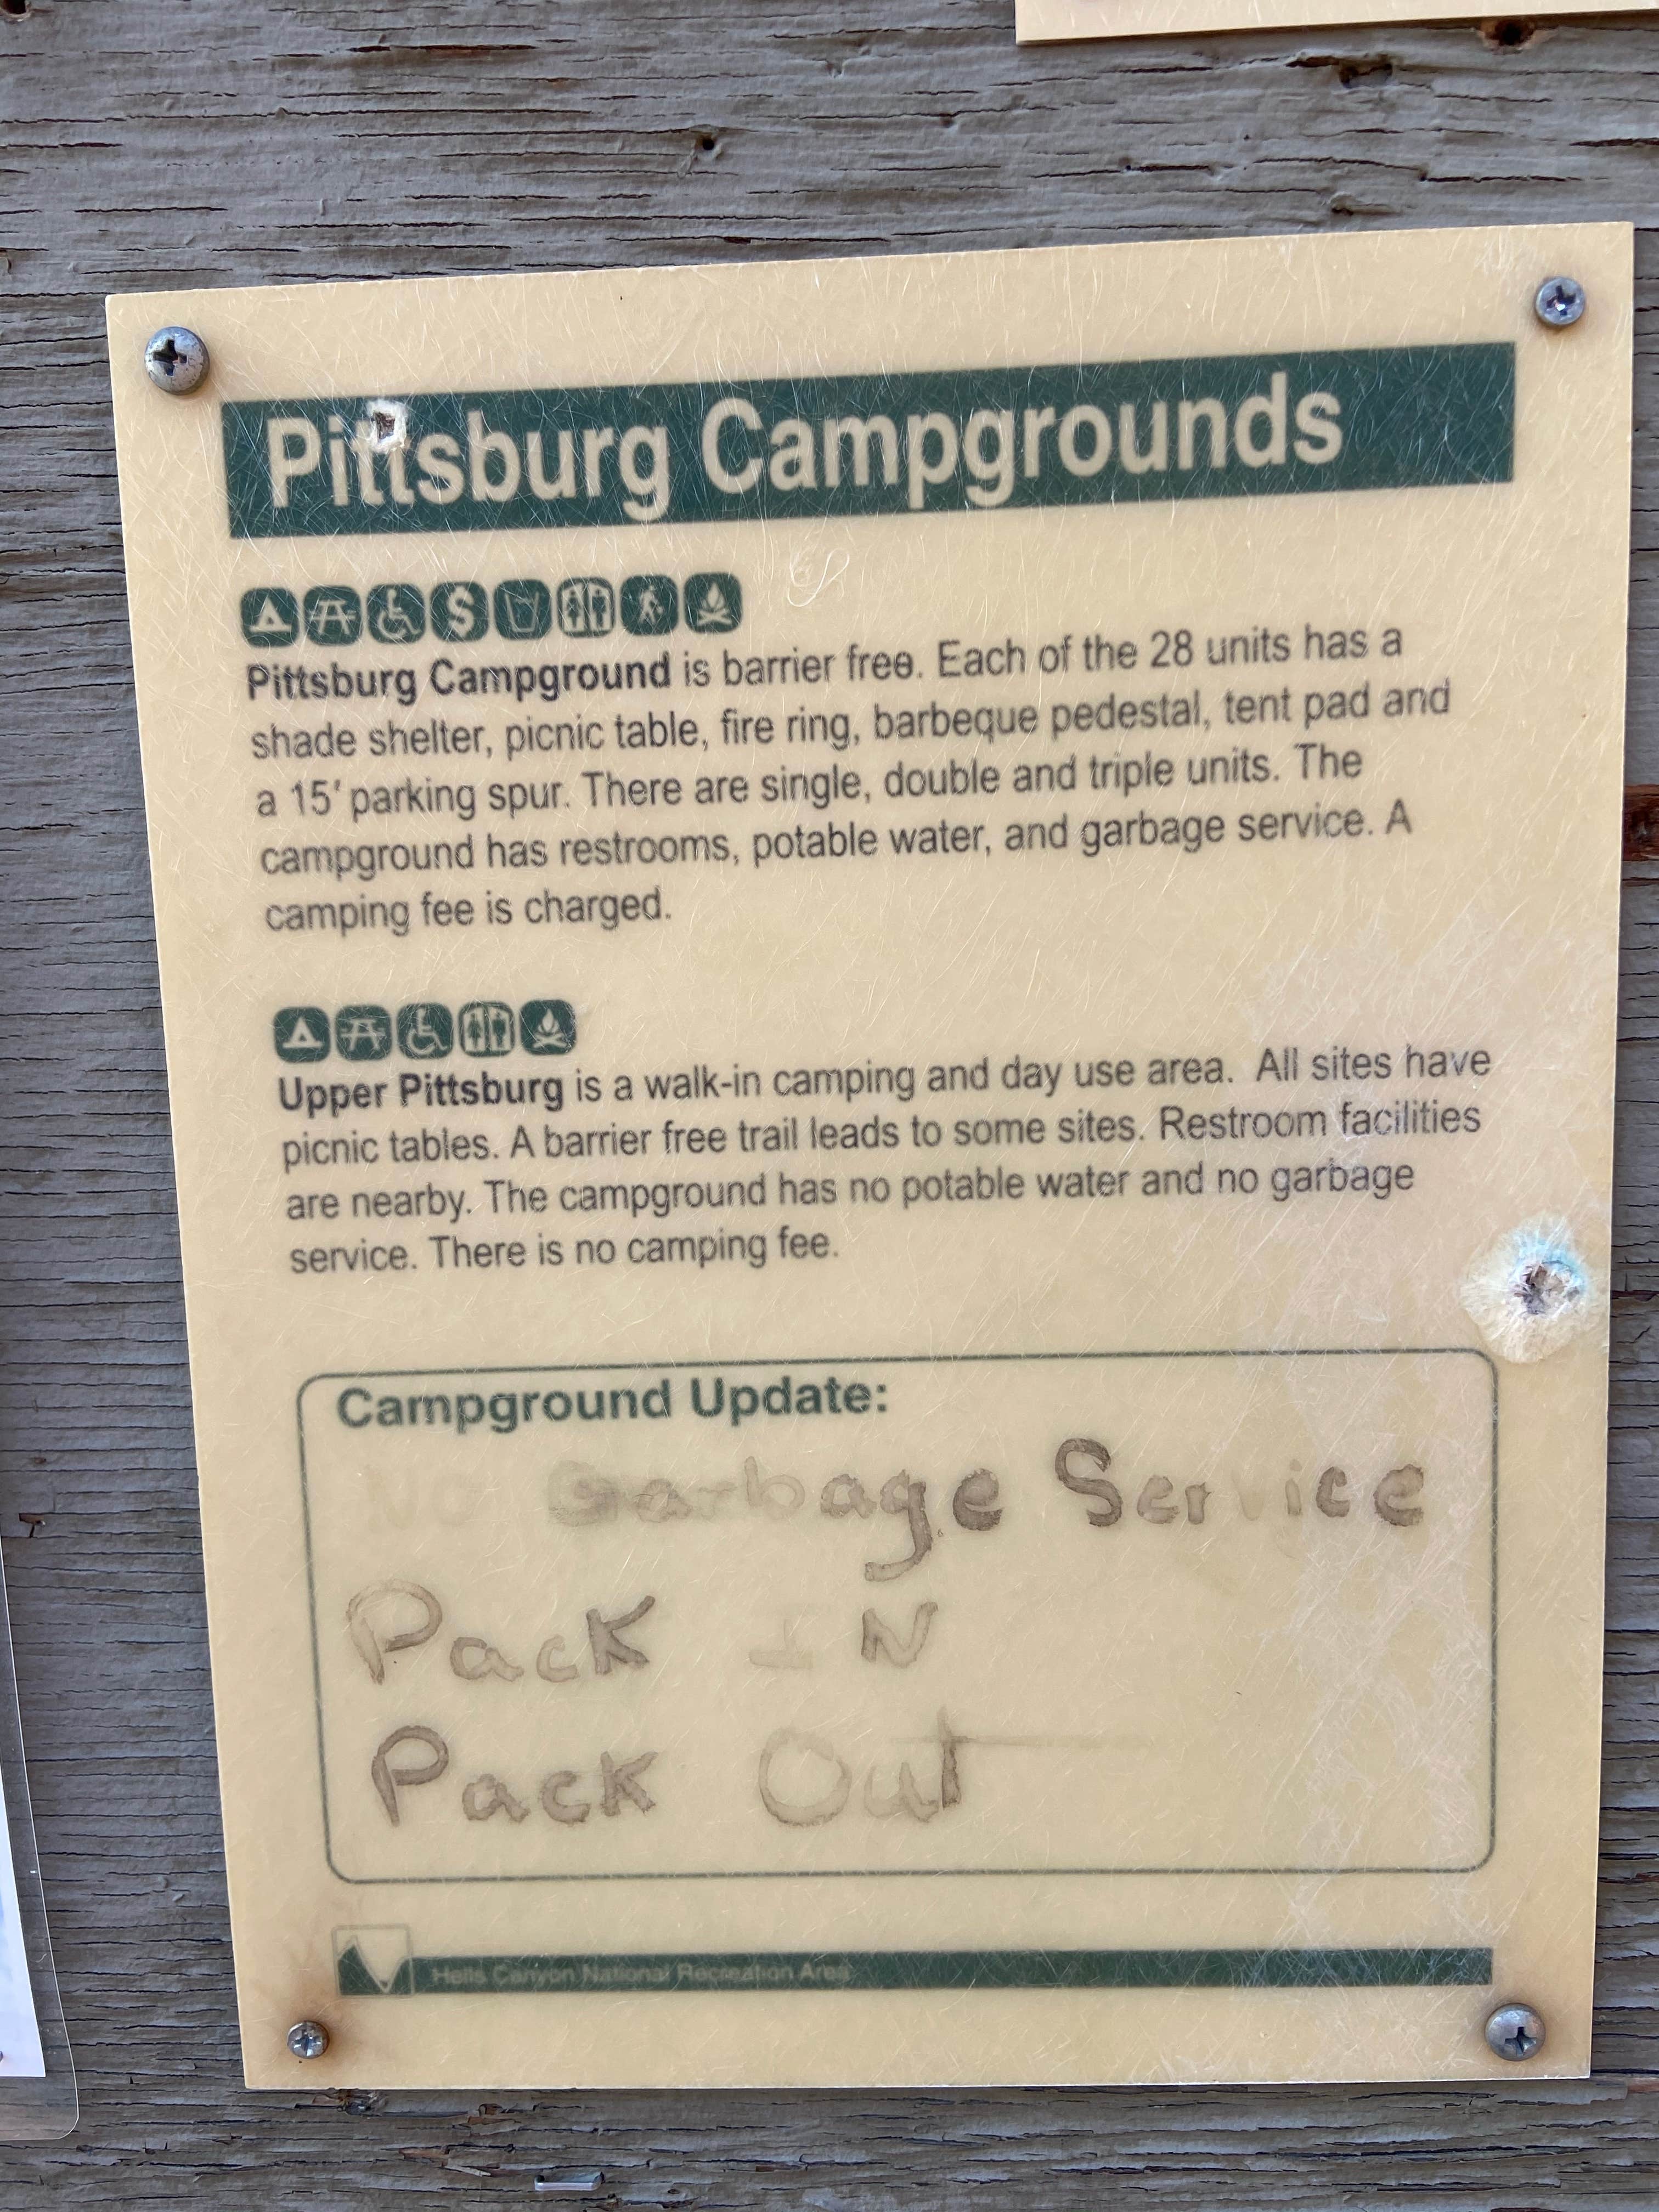 Pittsburg Campgrounds
Pittsburg Campground is barrier free. Each of the 28 units has a
shade shelter, picnic table, fire ring, barbeque pedestal, tent pad and
a 15' parking spur. There are single, double and triple units. The
campground has restrooms, potable water, and garbage service. A
camping fee is charged.
Upper Pittsburg is a walk-in camping and day use area. All sites have
picnic tables. A barrier free trail leads to some sites. Restroom facilities
are nearby. The campground has no potable water and no garbage
service. There is no camping fee.
Campground Update:
Garbage Service
Pack IN
Pack Out
Hells Canyon National Recreation Area